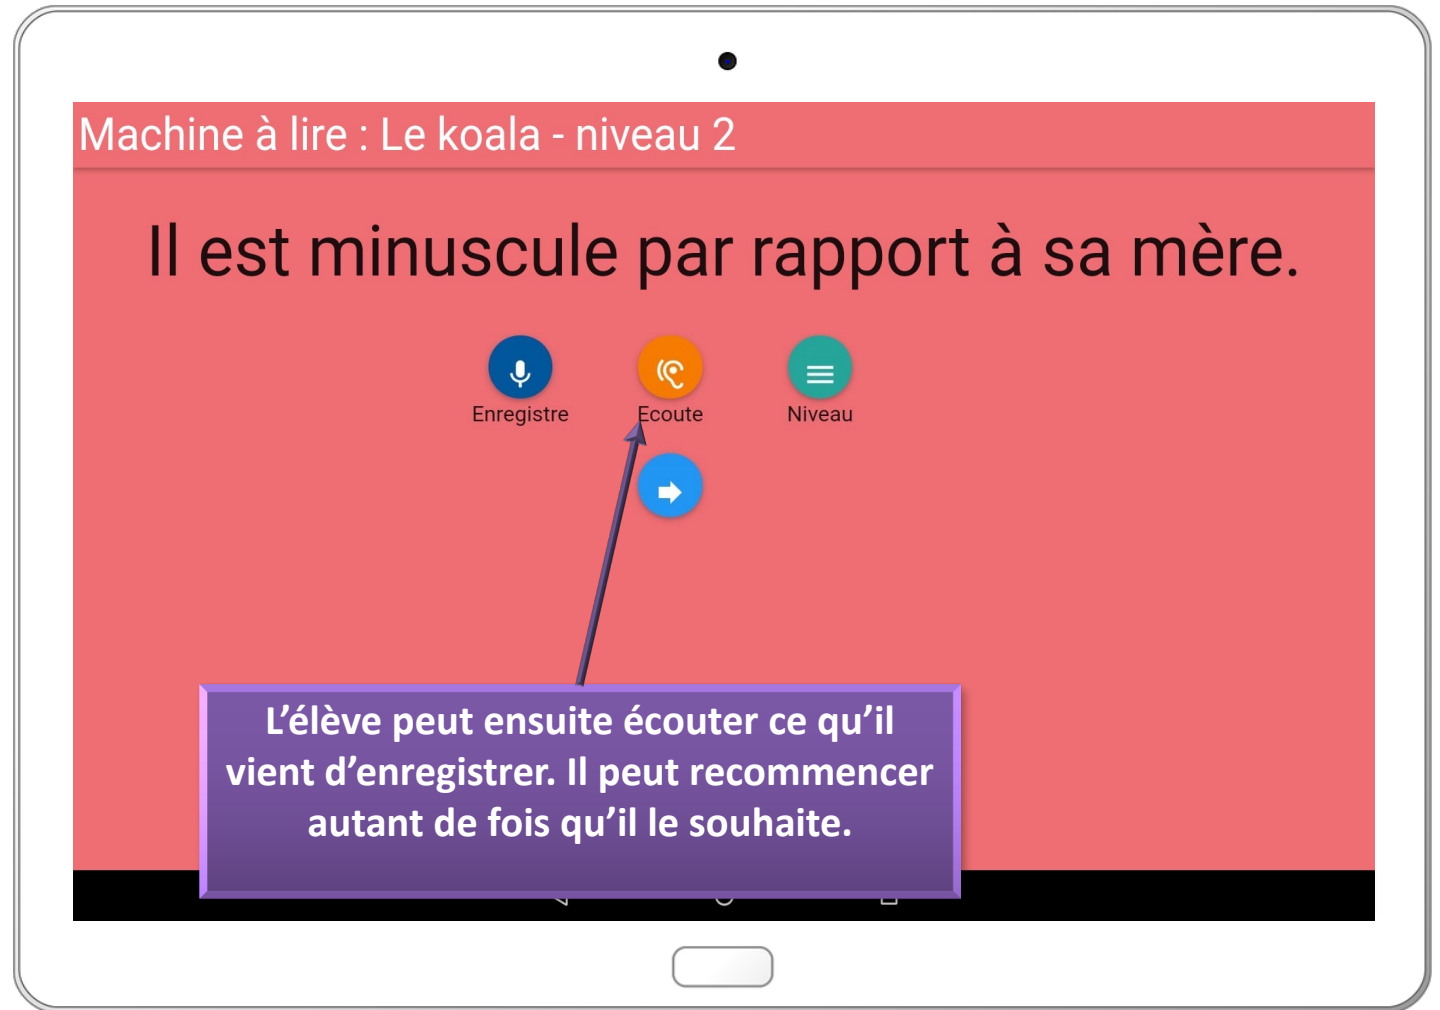 Machine à lire : Le koala - niveau 2
Il est minuscule par rapport à sa mère.
Enregistre
Ecoute
Niveau
L’élève peut ensuite écouter ce qu’il
vient d’enregistrer. Il peut recommencer
autant de fois qu’il le souhaite.